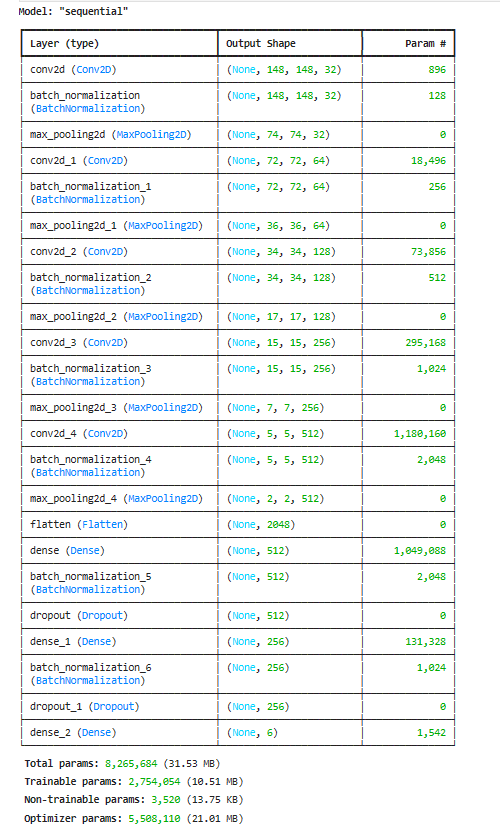 Model: "sequential"
Layer (type) Output Shape Param #
conv2d (Conv2D) (None, 148, 148, 32) 896
batch_normalization (None, 148, 148, 32) 128
(BatchNormalization)
max_pooling2d (MaxPooling2D) (None, 74, 74, 32) 0
conv2d_1 (Conv2D) (None, 72, 72, 64) 18,496
batch_normalization_1 (None, 72, 72, 64) 256
(BatchNormalization)
max_pooling2d_1 (MaxPooling2D) (None, 36, 36, 64) 0
conv2d_2 (Conv2D) (None, 34, 34, 128) 73,856
batch_normalization_2 (None, 34, 34, 128) 512
(BatchNormalization)
max_pooling2d_2 (MaxPooling2D) (None, 17, 17, 128) 0
conv2d_3 (Conv2D) (None, 15, 15, 256) 295,168
batch_normalization_3 (None, 15, 15, 256) 1,024
(BatchNormalization)
max_pooling2d_3 (MaxPooling2D) (None, 7, 7, 256) 0
conv2d_4 (Conv2D) (None, 5, 5, 512) 1,180,160
batch_normalization_4 (None, 5, 5, 512) 2,048
(BatchNormalization)
max_pooling2d_4 (MaxPooling2D) (None, 2, 2, 512) 0
flatten (Flatten) (None, 2048) 0
dense (Dense) (None, 512) 1,049,088
batch_normalization_5 (None, 512) 2,048
(BatchNormalization)
dropout (Dropout) (None, 512) 0
dense_1 (Dense) (None, 256) 131,328
batch_normalization_6 (None, 256) 1,024
(BatchNormalization)
dropout_1 (Dropout) (None, 256) 0
dense_2 (Dense) (None, 6) 1,542
Total params: 8,265,684 (31.53 MB)
Trainable params: 2,754,054 (10.51 MB)
Non-trainable params: 3,520 (13.75 KB)
Optimizer params: 5,508,110 (21.01 MB)